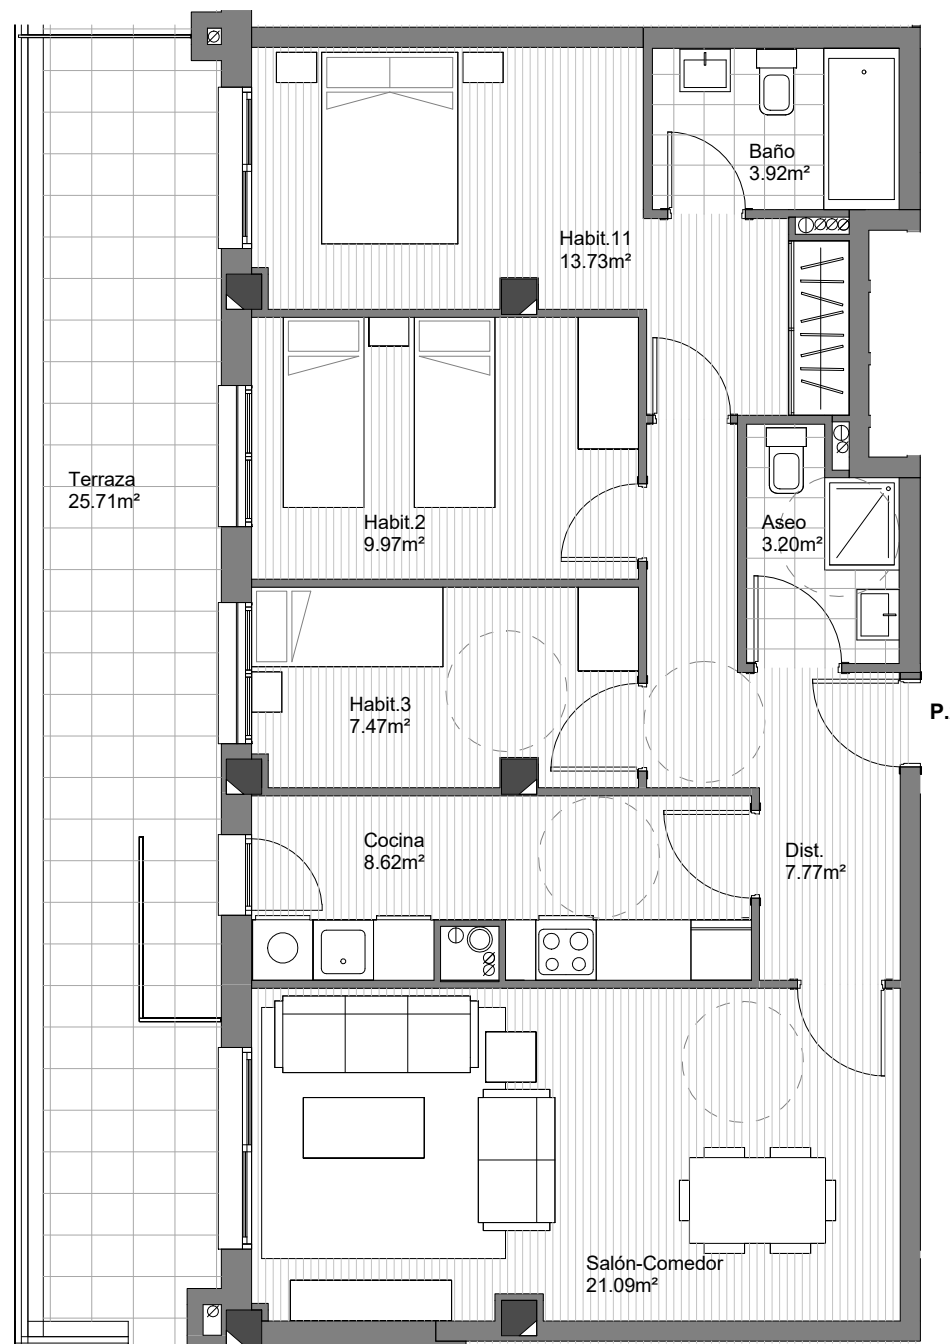 Baño
3.92m²
Habit.11
13.73m²
Terraza
25.71m²
Habit.2
9.97m²
Aseo
3.20m²
Habit.3
7.47m²
P.
Cocina
8.62m²
Dist.
7.77m²
Salón-Comedor
21.09m²